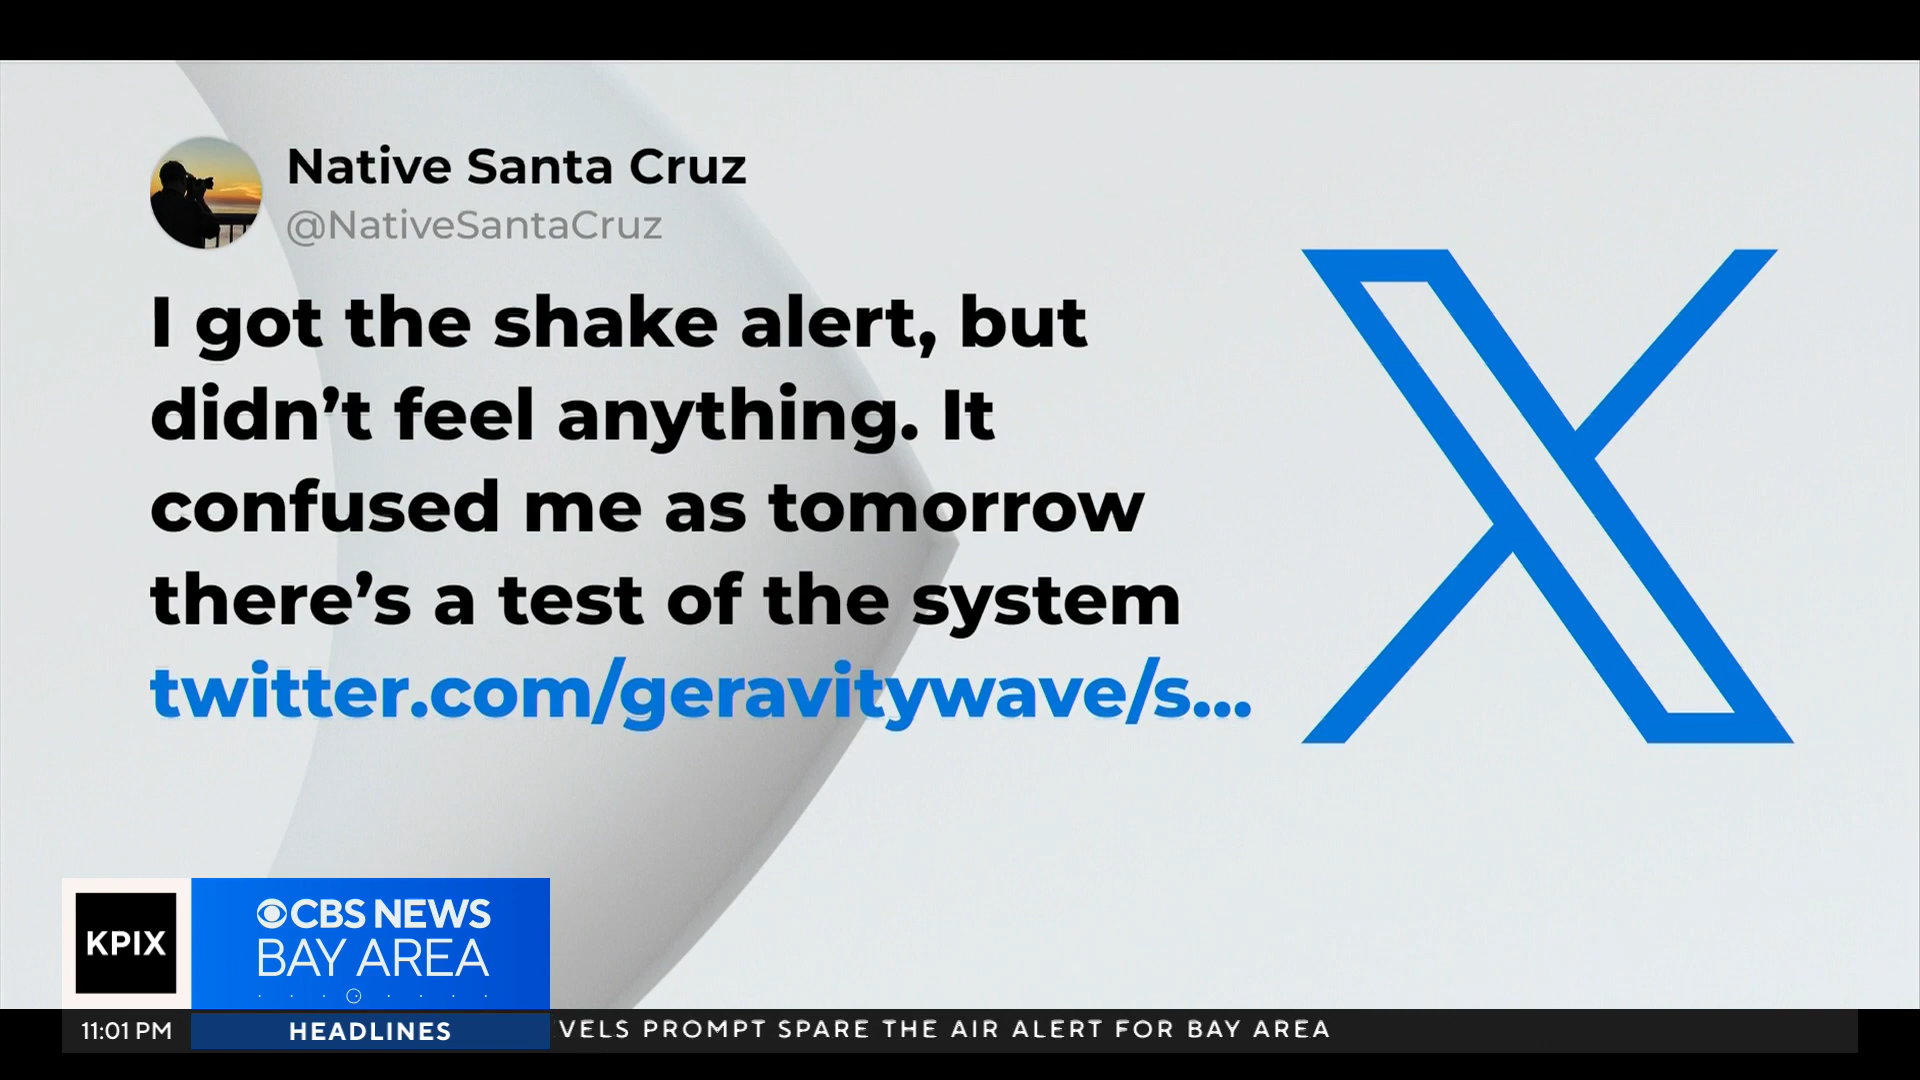 Native Santa Cruz
@NativeSantaCruz
I got the shake alert, but
didn’t feel anything. It
confused me as tomorrow
there’s a test of the system
twitter.com/geravitywave/s...
KPIX
CBS NEWS
BAY AREA
11:01 PM
HEADLINES
VELS PROMPT SPARE THE AIR ALERT FOR BAY AREA